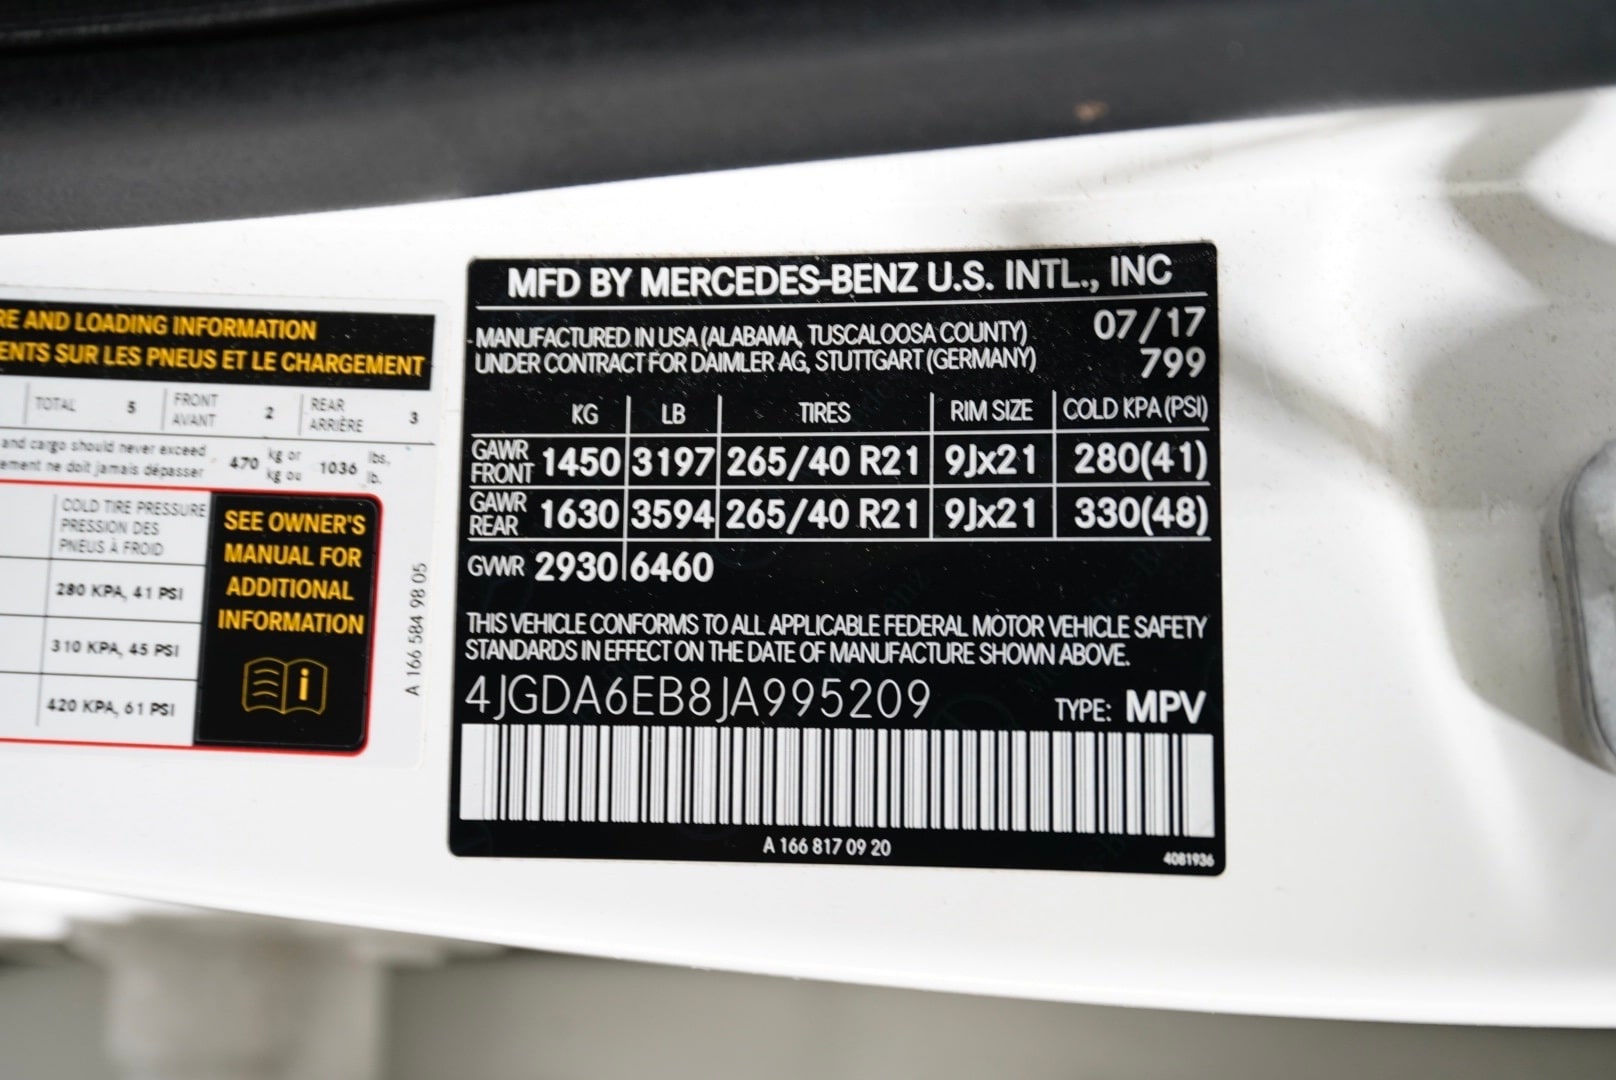 RE AND LOADING INFORMATION
ENTS SUR LES PNEUS ET LE CHARGEMENT
TOTAL 5 FRONT AVANT 2 REAR ARRIÈRE 3
and cargo should never exceed
ement ne doit jamais dépasser
470 kg or kg ou 1036 lbs. lb.
COLD TIRE PRESSURE
PRESSION DES
PNEUS À FROID
280 KPA, 41 PSI
310 KPA, 45 PSI
420 KPA, 61 PSI
SEE OWNER'S
MANUAL FOR
ADDITIONAL
INFORMATION
i
A 166 584 98 05
MFD BY MERCEDES-BENZ U.S. INTL., INC
MANUFACTURED IN USA (ALABAMA, TUSCALOOSA COUNTY) 07/17
UNDER CONTRACT FOR DAIMLER AG, STUTTGART (GERMANY) 799
KG LB TIRES RIM SIZE COLD KPA (PSI)
GAWR FRONT 1450 3197 265/40 R21 9Jx21 280(41)
GAWR REAR 1630 3594 265/40 R21 9Jx21 330(48)
GVWR 2930 6460
THIS VEHICLE CONFORMS TO ALL APPLICABLE FEDERAL MOTOR VEHICLE SAFETY
STANDARDS IN EFFECT ON THE DATE OF MANUFACTURE SHOWN ABOVE.
4JGDA6EB8JA995209 TYPE: MPV
A 166 817 09 20
4081936